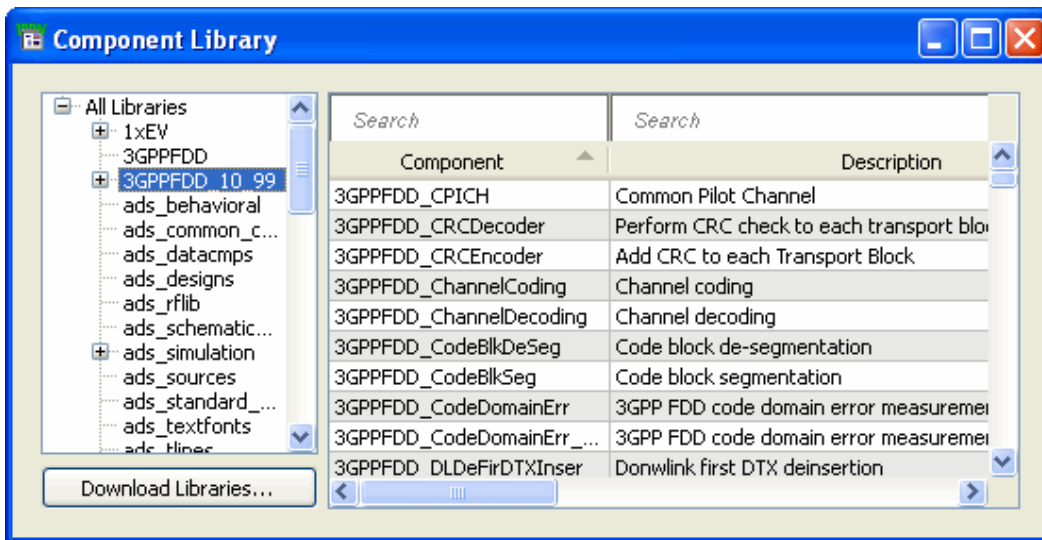 Component Library
All Libraries
1xEV
3GPPFDD
3GPPFDD_10_99
ads_behavioral
ads_common_c...
ads_datacmps
ads_designs
ads_rflib
ads_schematic...
ads_simulation
ads_sources
ads_standard_...
ads_textfonts
ads_tlines
Download Libraries...
Search Search
Component Description
3GPPFDD_CPICH Common Pilot Channel
3GPPFDD_CRCDecoder Perform CRC check to each transport blo
3GPPFDD_CRCEncoder Add CRC to each Transport Block
3GPPFDD_ChannelCoding Channel coding
3GPPFDD_ChannelDecoding Channel decoding
3GPPFDD_CodeBlkDeSeg Code block de-segmentation
3GPPFDD_CodeBlkSeg Code block segmentation
3GPPFDD_CodeDomainErr 3GPP FDD code domain error measuremen
3GPPFDD_CodeDomainErr_... 3GPP FDD code domain error measuremen
3GPPFDD_DLDeFirDTXInser Donwlink first DTX deinsertion